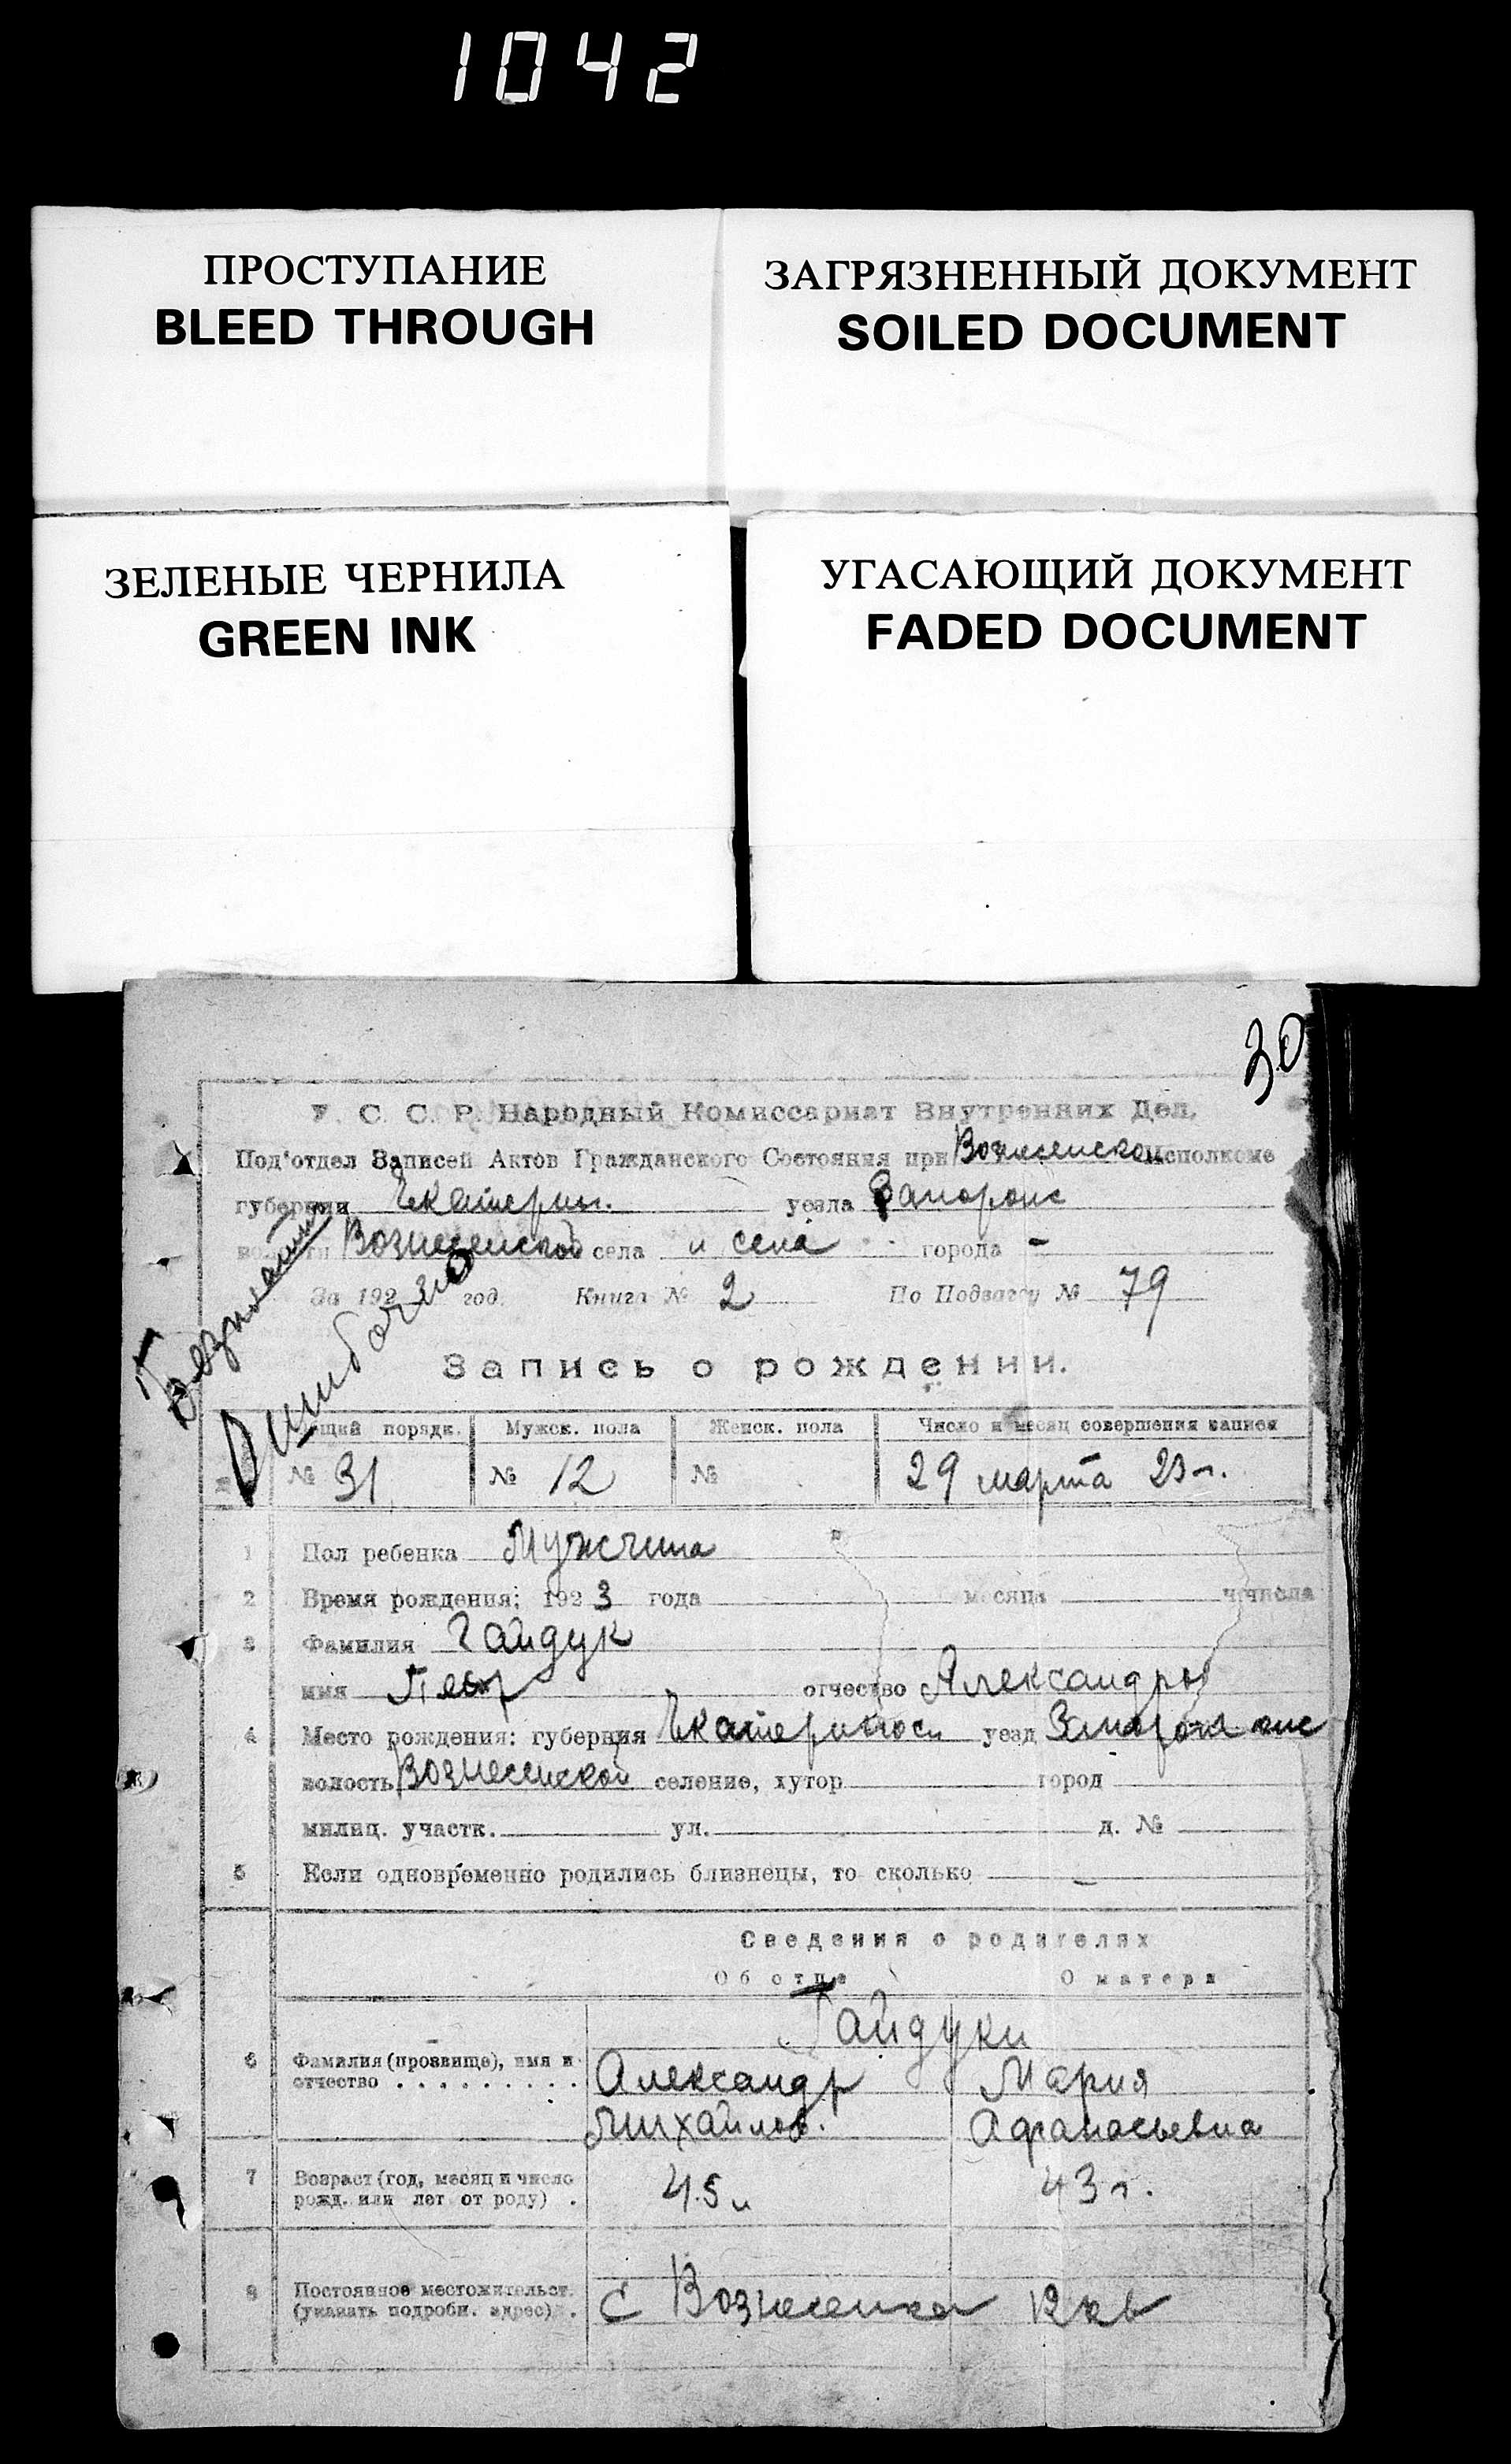 1042
ПРОСТУПАНИЕ
BLEED THROUGH
ЗАГРЯЗНЕННЫЙ ДОКУМЕНТ
SOILED DOCUMENT
ЗЕЛЕНЫЕ ЧЕРНИЛА
GREEN INK
УГАСАЮЩИЙ ДОКУМЕНТ
FADED DOCUMENT
30
У. С. С. Р. Народный Комиссариат Внутренних Дел.
Под'отдел Записей Актов Гражданского Состояния при Вознесенском исполкоме
губернии Екатерин. уезда Запорож
волости Вознесенской села и села города -
За 192 год. Книга № 2 По Подвассу № 79
Безплатно
Ошибочно
Запись о рождении.
Общий порядк. Мужск. пола Женск. пола Число и месяц совершения записи
№ 31 № 12 № 29 марта 23 г.
1 Пол ребенка Мужчина
2 Время рождения; 1923 года месяца числа
3 Фамилия Гайдук
имя отчество Александры
4 Место рождения: губерния Екатеринос уезд
волость Вознесенской селение, хутор город
милиц. участк. ул. д. №
5 Если одновременно родились близнецы, то сколько -
Сведения о родителях
Об отце О матери
Гайдуки
6 Фамилия (прозвище), имя и Александр Мария
отчество . . . . . . . . . Михайлов. Афанасьевна
7 Возраст (год, месяц и число 45 43 г.
рожд. или лет от роду) .
8 Постоянное местожительст. С Вознесенка
(указать подробн. адрес) .